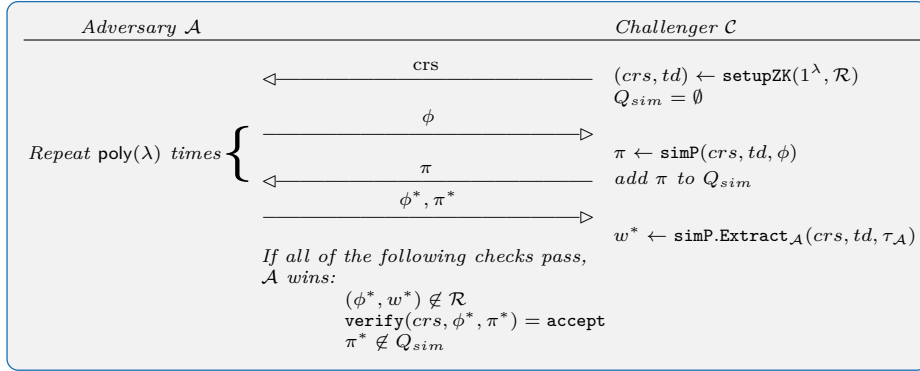 Adversary 𝒜 Challenger 𝒞
crs
(crs, td) ← setupZK(1^λ, ℛ)
Q_sim = ∅
ϕ
Repeat poly(λ) times {
π ← simP(crs, td, ϕ)
π
add π to Q_sim
ϕ*, π*
w* ← simP.Extract_𝒜(crs, td, τ_𝒜)
If all of the following checks pass,
𝒜 wins:
(ϕ*, w*) ∉ ℛ
verify(crs, ϕ*, π*) = accept
π* ∉ Q_sim